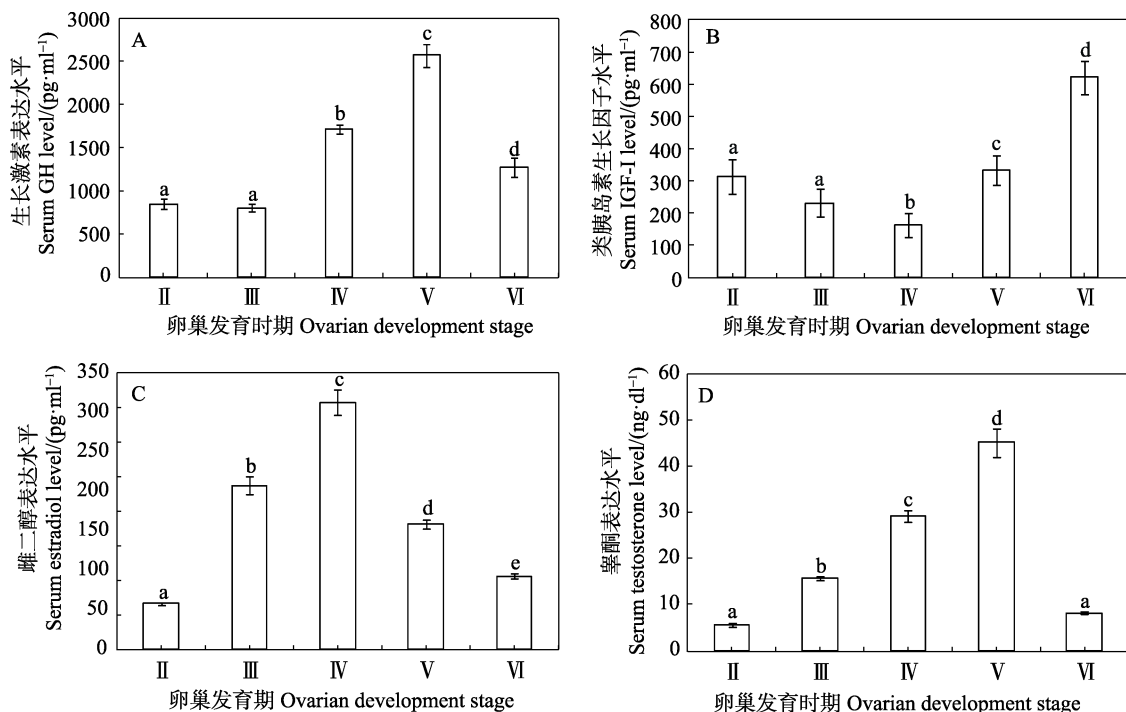 A
3000
2500
2000
1500
1000
500
0
a
a
b
c
d
Ⅱ Ⅲ Ⅳ Ⅴ Ⅵ
生长激素表达水平
Serum GH level/(pg·ml⁻¹)
卵巢发育时期 Ovarian development stage
B
800
700
600
500
400
300
200
100
0
a
a
b
c
d
Ⅱ Ⅲ Ⅳ Ⅴ Ⅵ
类胰岛素生长因子水平
Serum IGF-I level/(pg·ml⁻¹)
卵巢发育时期 Ovarian development stage
C
350
300
250
200
150
100
50
0
a
b
c
d
e
Ⅱ Ⅲ Ⅳ Ⅴ Ⅵ
雌二醇表达水平
Serum estradiol level/(pg·ml⁻¹)
卵巢发育期 Ovarian development stage
D
60
50
40
30
20
10
0
a
b
c
d
a
Ⅱ Ⅲ Ⅳ Ⅴ Ⅵ
睾酮表达水平
Serum testosterone level/(ng·dl⁻¹)
卵巢发育时期 Ovarian development stage